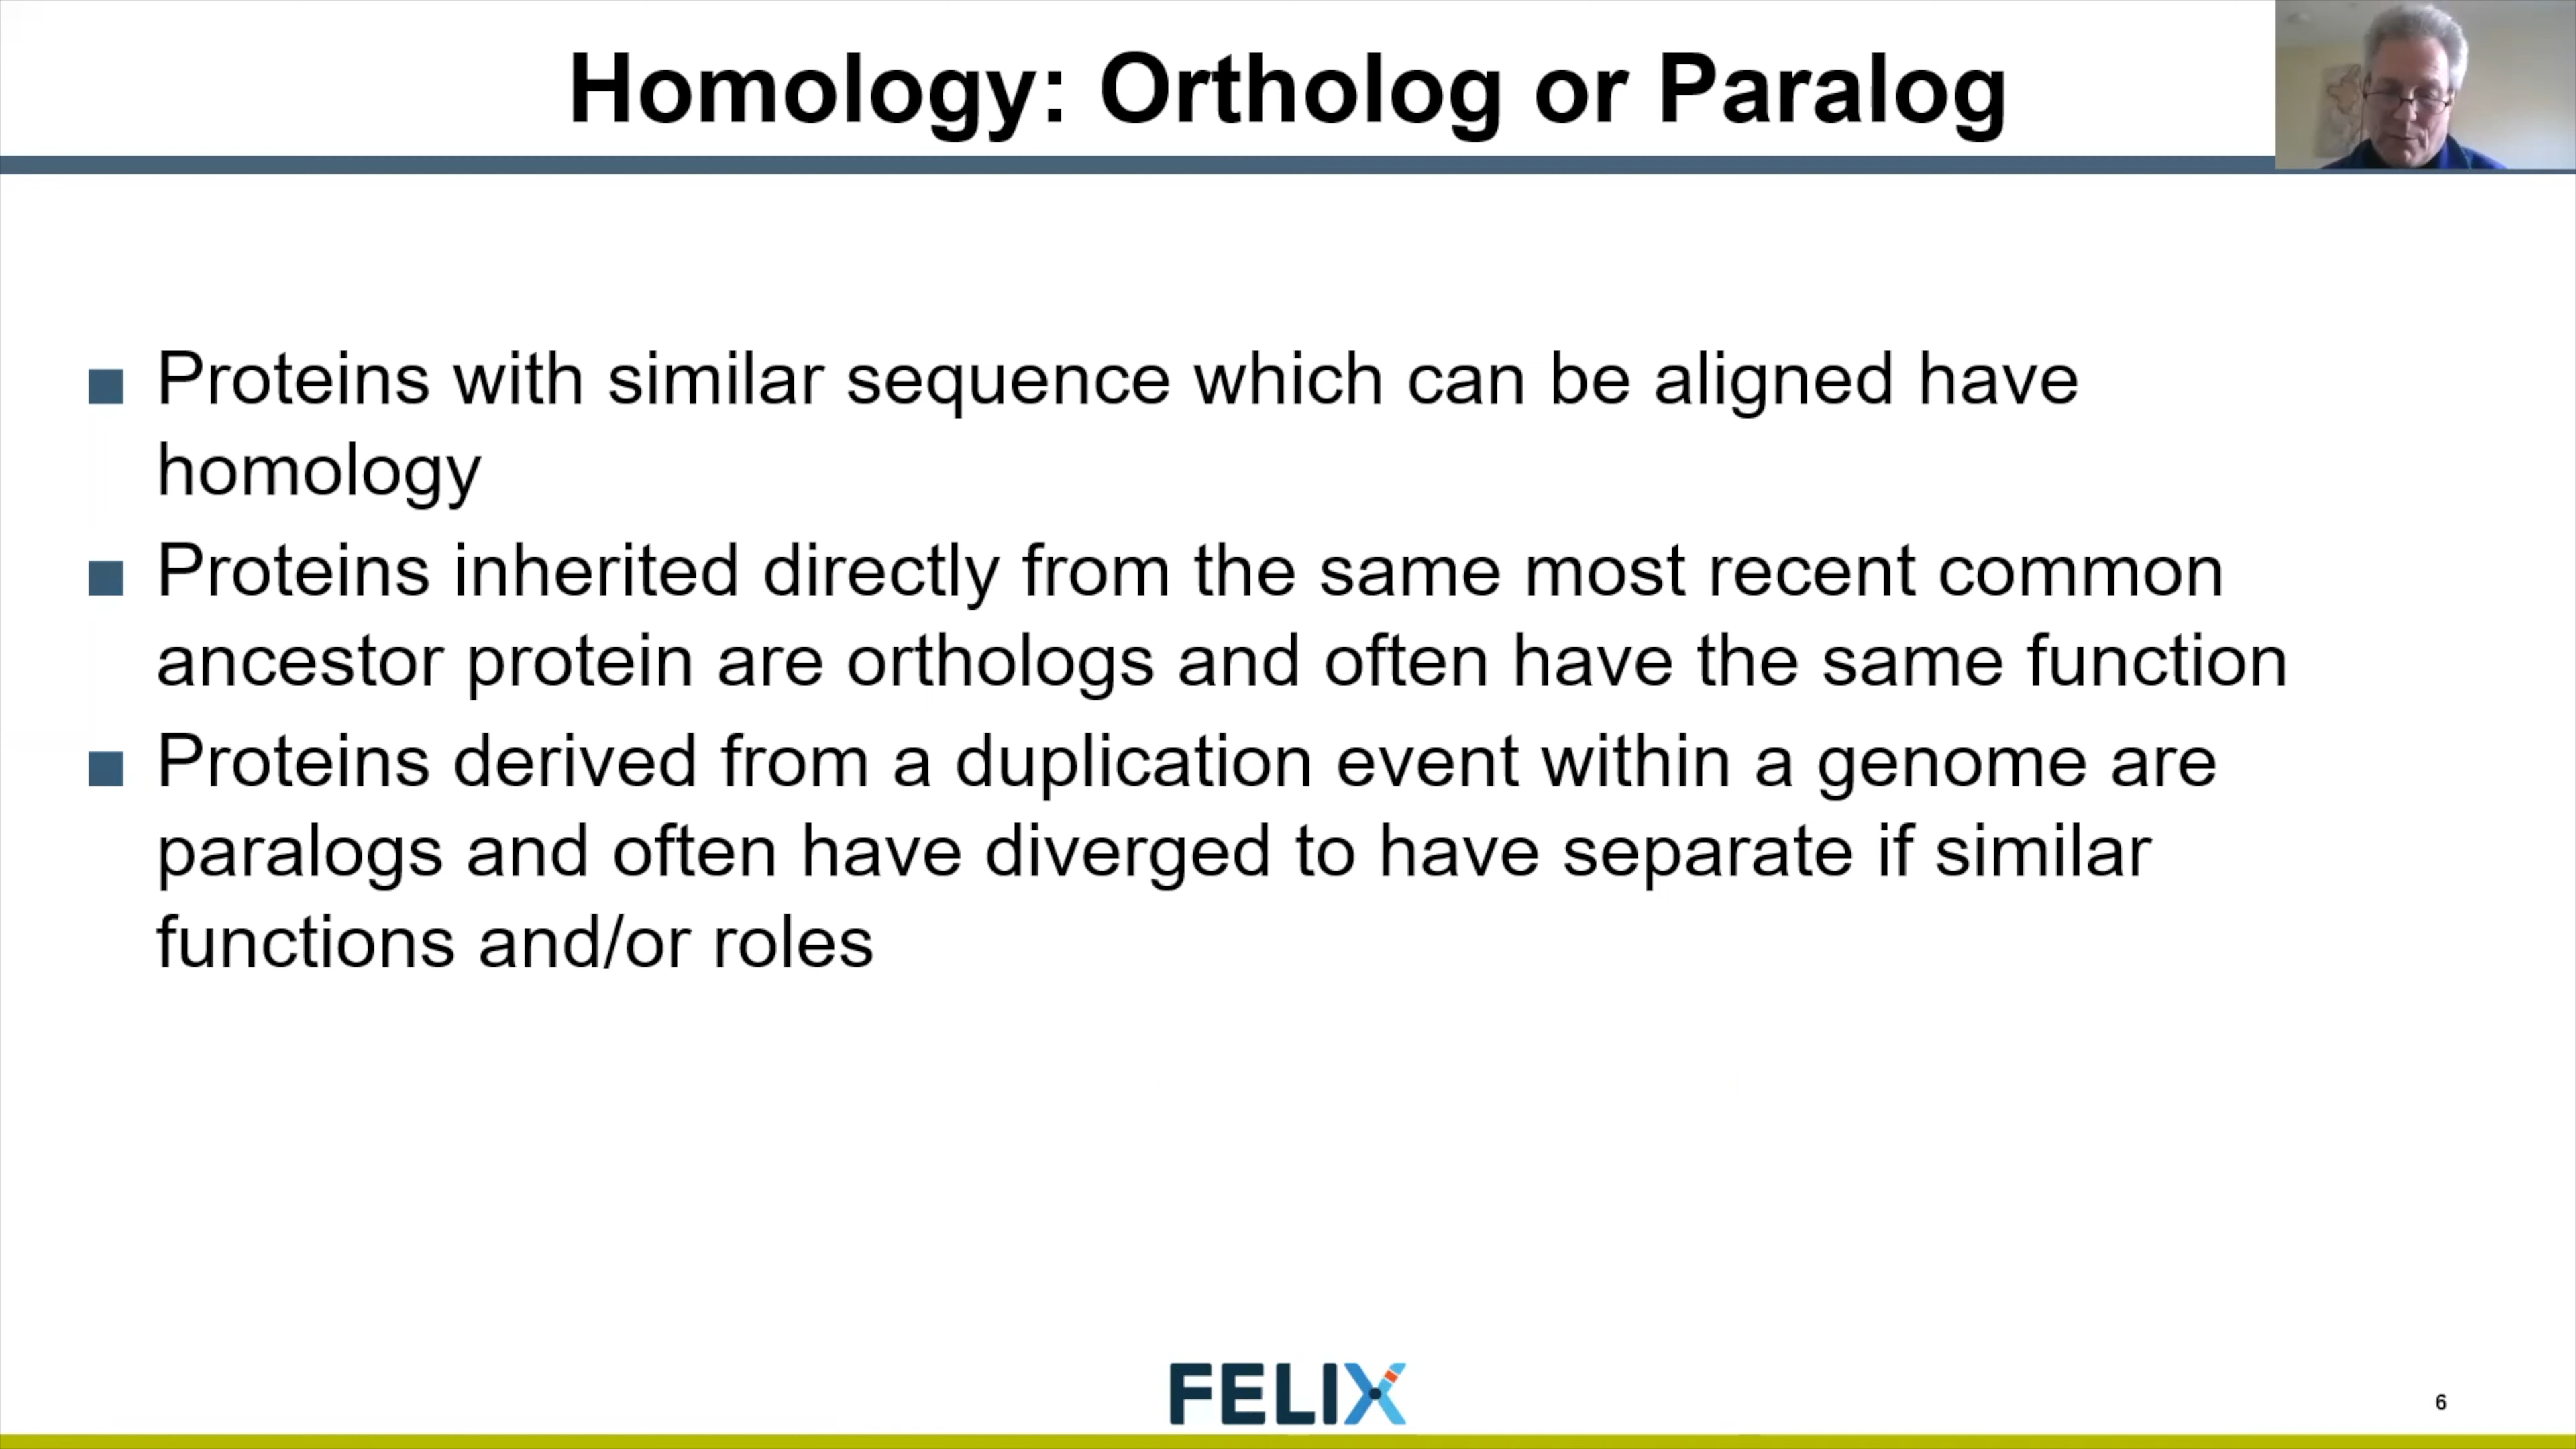 Homology: Ortholog or Paralog
Proteins with similar sequence which can be aligned have
homology
Proteins inherited directly from the same most recent common
ancestor protein are orthologs and often have the same function
Proteins derived from a duplication event within a genome are
paralogs and often have diverged to have separate if similar
functions and/or roles
FELIX
6